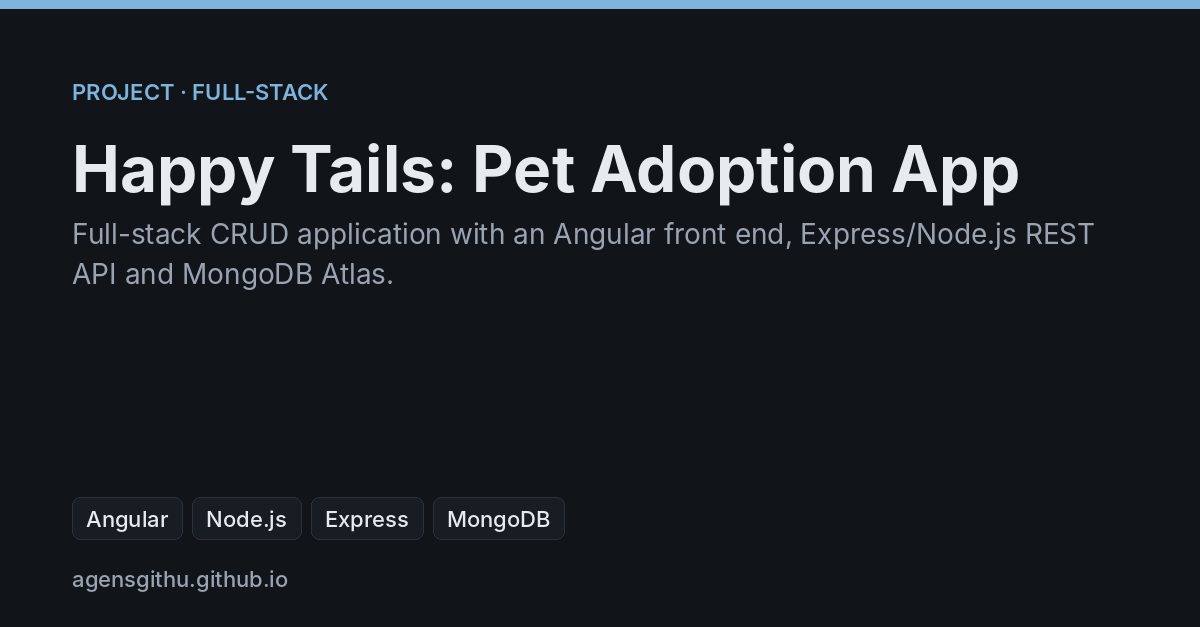 PROJECT · FULL-STACK
Happy Tails: Pet Adoption App
Full-stack CRUD application with an Angular front end, Express/Node.js REST
API and MongoDB Atlas.
Angular Node.js Express MongoDB
agensgithu.github.io